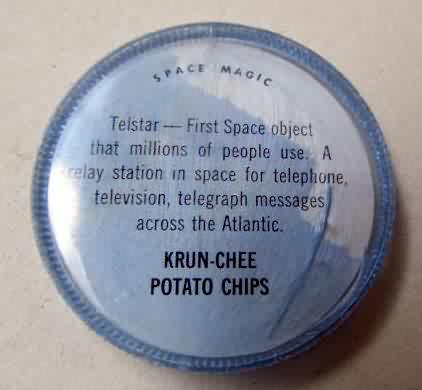 SPACE MAGIC
Telstar — First Space object
that millions of people use. A
relay station in space for telephone,
television, telegraph messages
across the Atlantic.
KRUN-CHEE
POTATO CHIPS